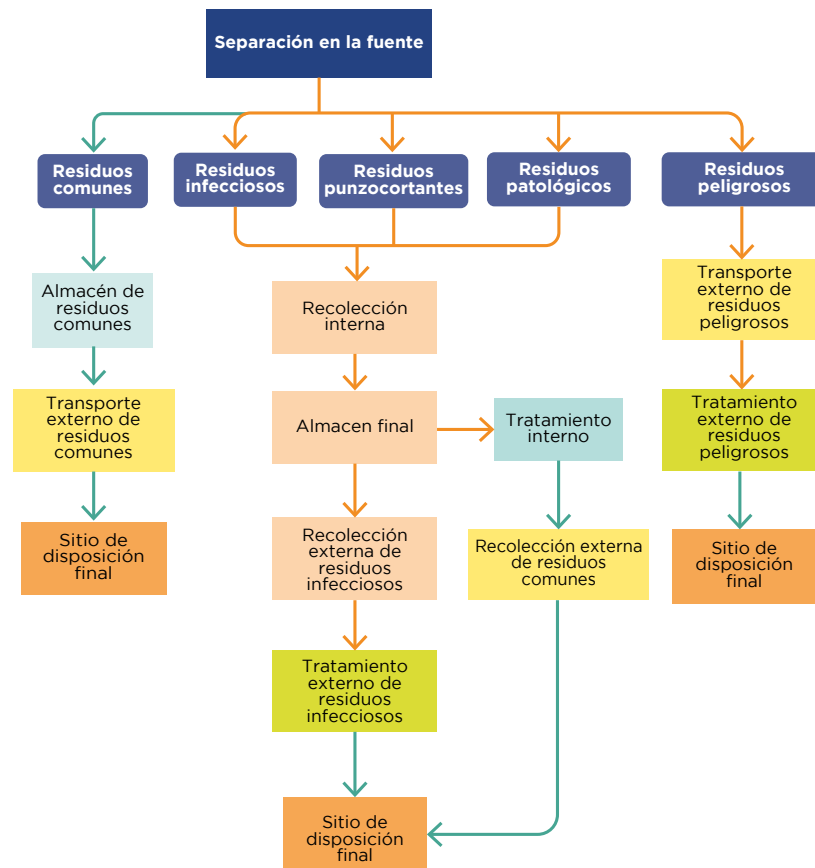 Separación en la fuente
Residuos
comunes
Residuos
infecciosos
Residuos
punzocortantes
Residuos
patológicos
Residuos
peligrosos
Almacén de
residuos
comunes
Transporte
externo de
residuos
comunes
Sitio de
disposición
final
Recolección
interna
Almacen final
Recolección
externa de
residuos
infecciosos
Tratamiento
externo de
residuos
infecciosos
Sitio de
disposición
final
Tratamiento
interno
Recolección externa
de residuos
comunes
Transporte
externo de
residuos
peligrosos
Tratamiento
externo de
residuos
peligrosos
Sitio de
disposición
final